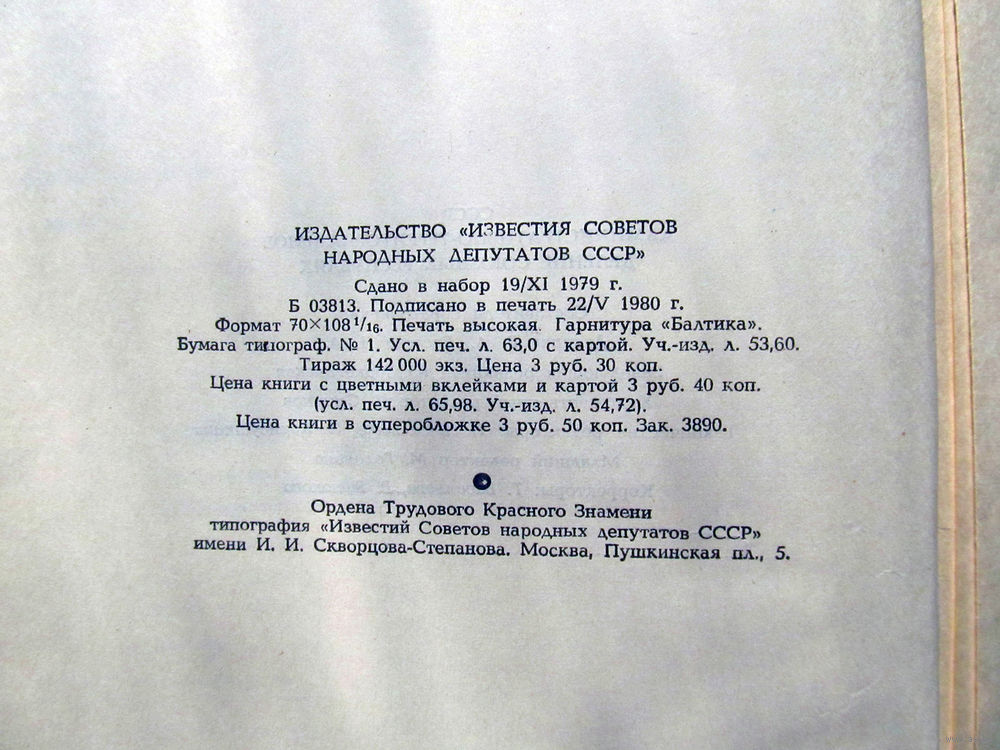 ИЗДАТЕЛЬСТВО «ИЗВЕСТИЯ СОВЕТОВ
НАРОДНЫХ ДЕПУТАТОВ СССР»
Сдано в набор 19/XI 1979 г.
Б 03813. Подписано в печать 22/V 1980 г.
Формат 70×108 1/16. Печать высокая. Гарнитура «Балтика».
Бумага типограф. № 1. Усл. печ. л. 63,0 с картой. Уч.-изд. л. 53,60.
Тираж 142 000 экз. Цена 3 руб. 30 коп.
Цена книги с цветными вклейками и картой 3 руб. 40 коп.
(усл. печ. л. 65,98. Уч.-изд. л. 54,72).
Цена книги в суперобложке 3 руб. 50 коп. Зак. 3890.
Ордена Трудового Красного Знамени
типография «Известий Советов народных депутатов СССР»
имени И. И. Скворцова-Степанова. Москва, Пушкинская пл., 5.